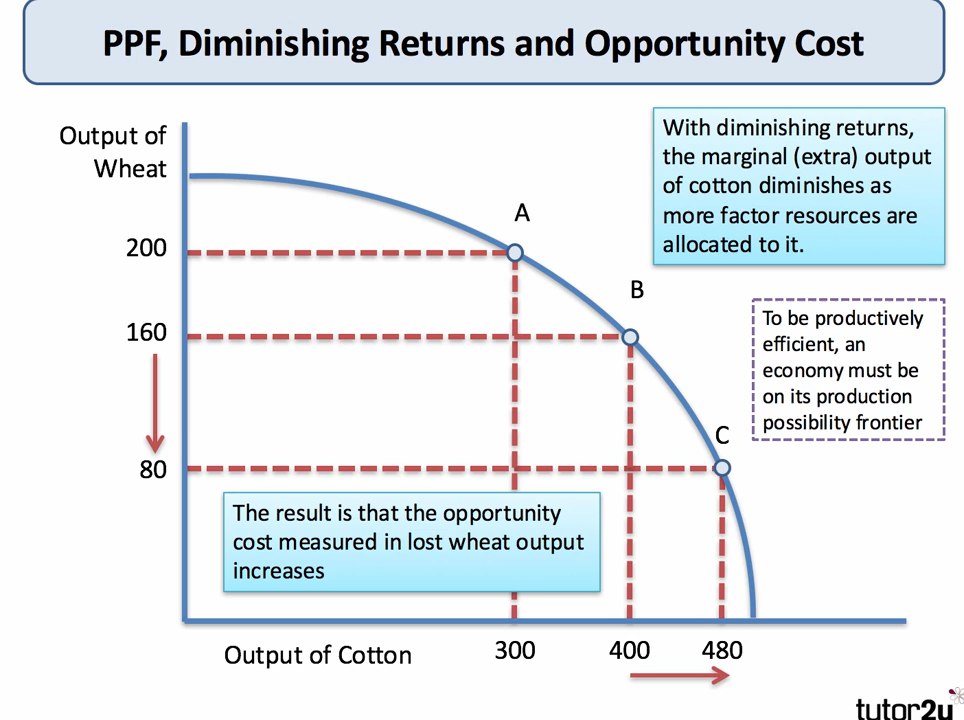 PPF, Diminishing Returns and Opportunity Cost
Output of
Wheat
With diminishing returns,
the marginal (extra) output
of cotton diminishes as
more factor resources are
allocated to it.
A
200
B
160
To be productively
efficient, an
economy must be
on its production
possibility frontier
C
80
The result is that the opportunity
cost measured in lost wheat output
increases
Output of Cotton
300
400
480
tutor2u